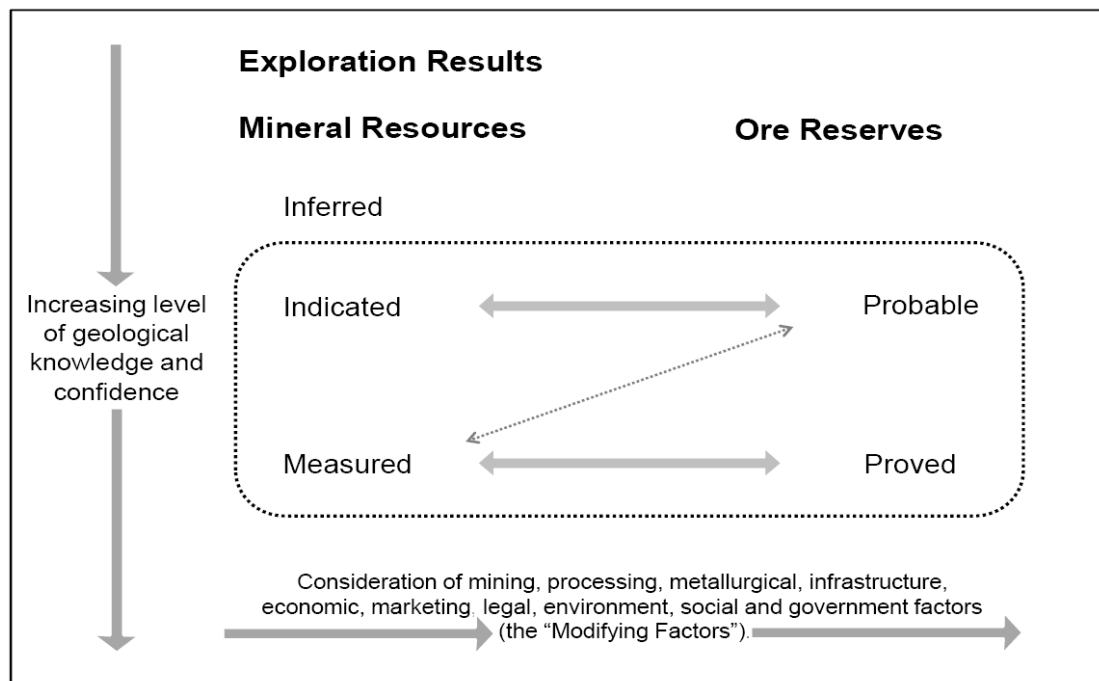 Exploration Results
Mineral Resources
Ore Reserves
Inferred
Increasing level
of geological
knowledge and
confidence
Indicated
Probable
Measured
Proved
Consideration of mining, processing, metallurgical, infrastructure,
economic, marketing, legal, environment, social and government factors
(the “Modifying Factors”).